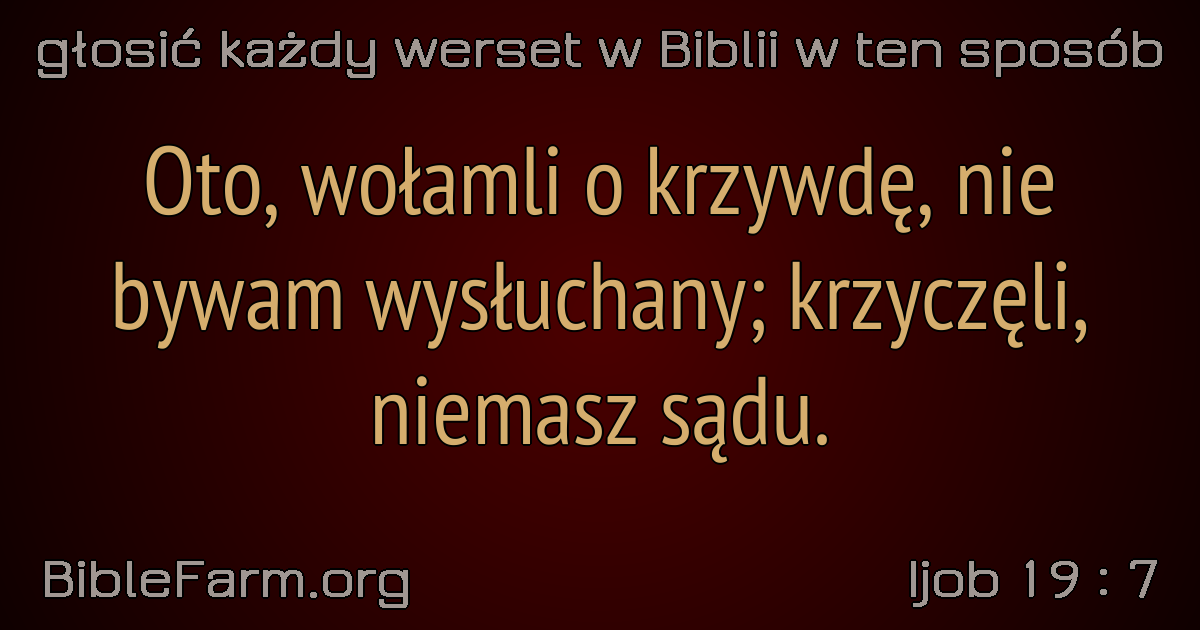 głosić każdy werset w Biblii w ten sposób
Oto, wołamli o krzywdę, nie
bywam wysłuchany; krzyczęli,
niemasz sądu.
BibleFarm.org
Ijob 19 : 7